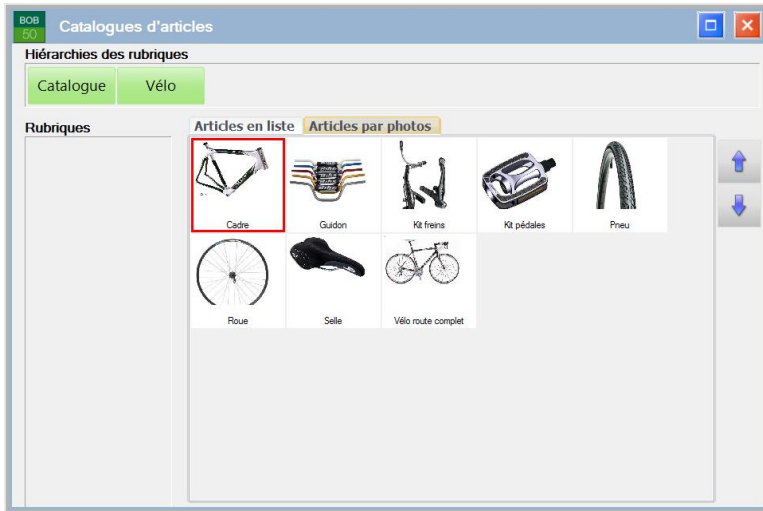 BOB
50
Catalogues d'articles
Hiérarchies des rubriques
Catalogue
Vélo
Rubriques
Articles en liste
Articles par photos
Cadre
Guidon
Kit freins
Kit pédales
Pneu
Roue
Selle
Vélo route complet